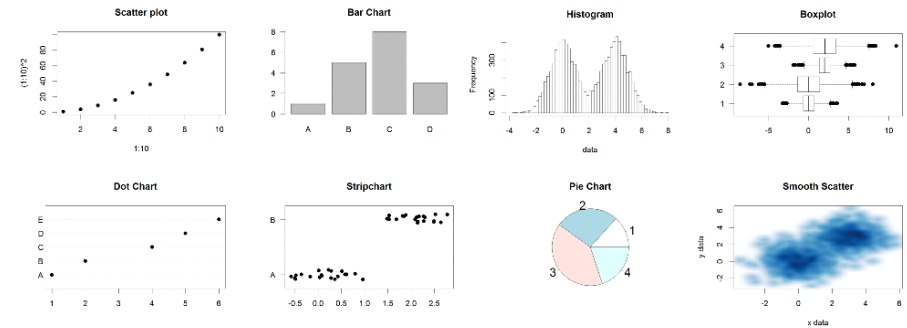 Scatter plot
(1:10)^2
0 20 40 60 80
2 4 6 8 10
1:10
Bar Chart
8
6
4
2
0
A B C D
Histogram
Frequency
0 100 300
-4 -2 0 2 4 6 8
data
Boxplot
4
3
2
1
-5 0 5 10
Dot Chart
E
D
C
B
A
1 2 3 4 5 6
Stripchart
B
A
-0.5 0.0 0.5 1.0 1.5 2.0 2.5
Pie Chart
2
1
3
4
Smooth Scatter
y data
-2 0 2 4 6
-2 0 2 4 6
x data